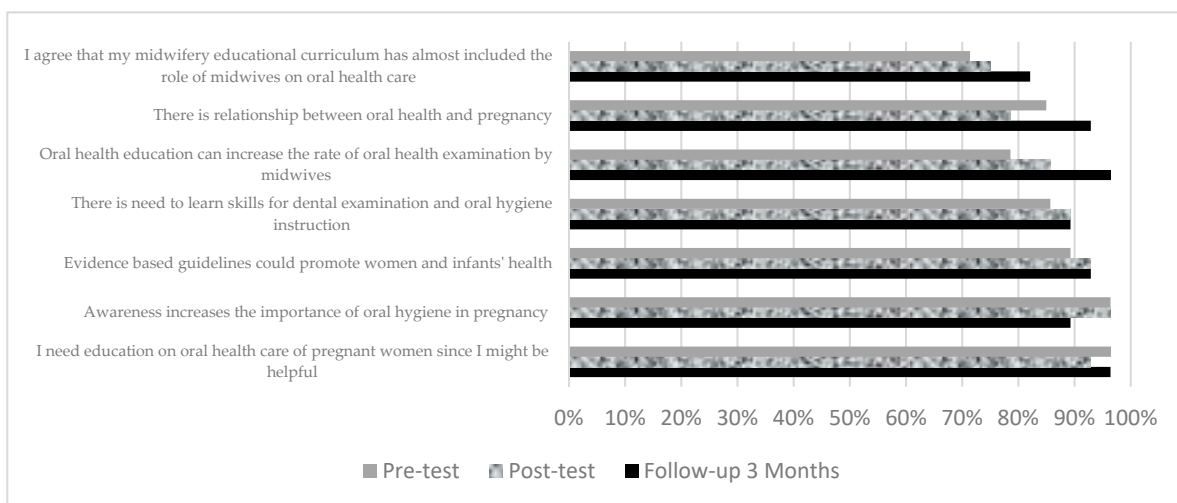 I agree that my midwifery educational curriculum has almost included the
role of midwives on oral health care
There is relationship between oral health and pregnancy
Oral health education can increase the rate of oral health examination by
midwives
There is need to learn skills for dental examination and oral hygiene
instruction
Evidence based guidelines could promote women and infants' health
Awareness increases the importance of oral hygiene in pregnancy
I need education on oral health care of pregnant women since I might be
helpful
0% 10% 20% 30% 40% 50% 60% 70% 80% 90% 100%
Pre-test Post-test Follow-up 3 Months